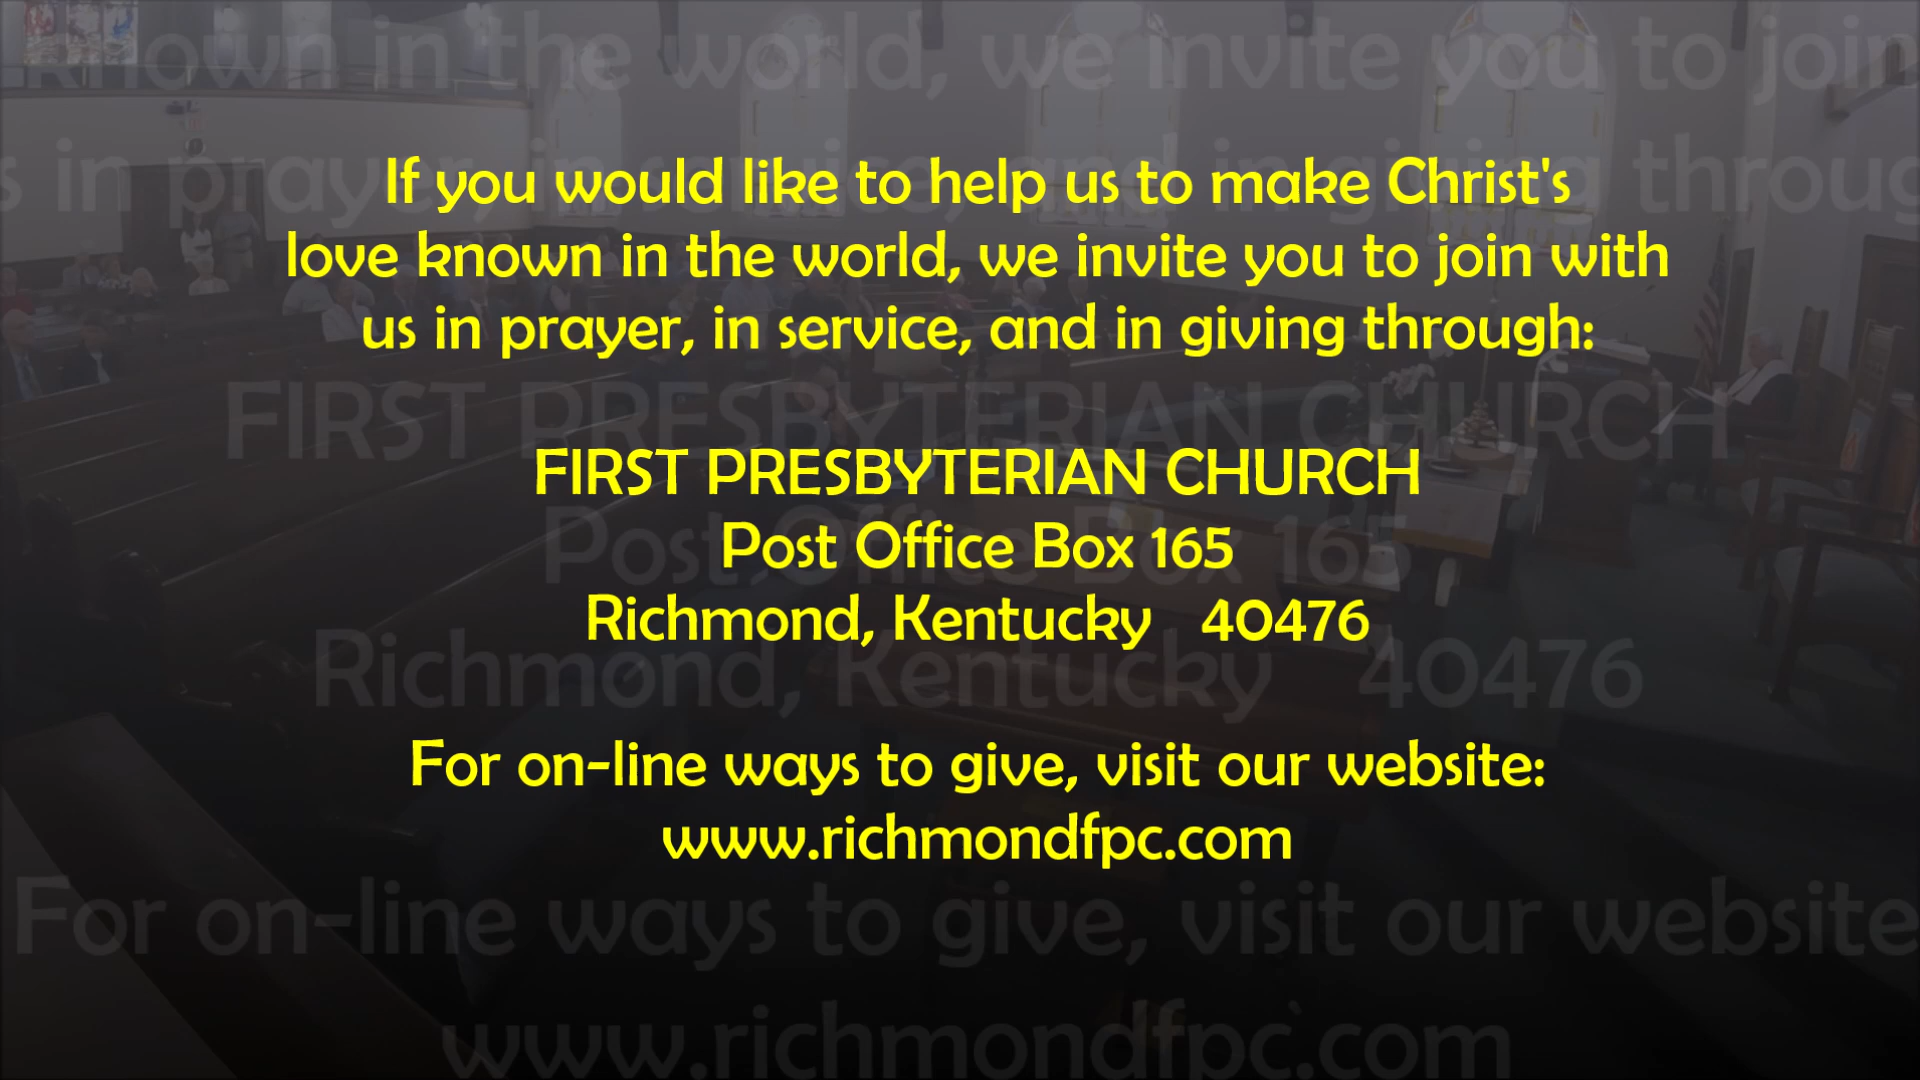 If you would like to help us to make Christ's
love known in the world, we invite you to join with
us in prayer, in service, and in giving through:
FIRST PRESBYTERIAN CHURCH
Post Office Box 165
Richmond, Kentucky 40476
For on-line ways to give, visit our website:
www.richmondfpc.com